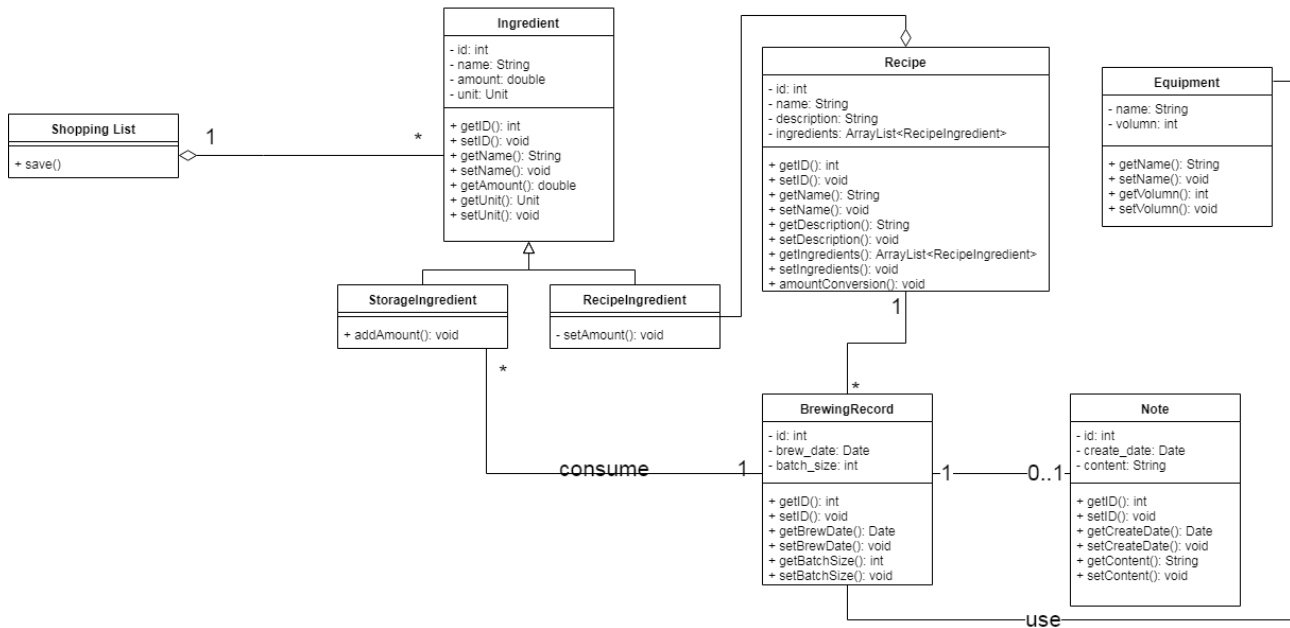 Ingredient
- id: int
- name: String
- amount: double
- unit: Unit
+ getID(): int
+ setID(): void
+ getName(): String
+ setName(): void
+ getAmount(): double
+ getUnit(): Unit
+ setUnit(): void
Shopping List
+ save()
1
*
StorageIngredient
+ addAmount(): void
RecipeIngredient
- setAmount(): void
Recipe
- id: int
- name: String
- description: String
- ingredients: ArrayList<RecipeIngredient>
+ getID(): int
+ setID(): void
+ getName(): String
+ setName(): void
+ getDescription(): String
+ setDescription(): void
+ getIngredients(): ArrayList<RecipeIngredient>
+ setIngredients(): void
+ amountConversion(): void
Equipment
- name: String
- volumn: int
+ getName(): String
+ setName(): void
+ getVolumn(): int
+ setVolumn(): void
1
*
*
consume
1
BrewingRecord
- id: int
- brew_date: Date
- batch_size: int
+ getID(): int
+ setID(): void
+ getBrewDate(): Date
+ setBrewDate(): void
+ getBatchSize(): int
+ setBatchSize(): void
1
0..1
Note
- id: int
- create_date: Date
- content: String
+ getID(): int
+ setID(): void
+ getCreateDate(): Date
+ setCreateDate(): void
+ getContent(): String
+ setContent(): void
use